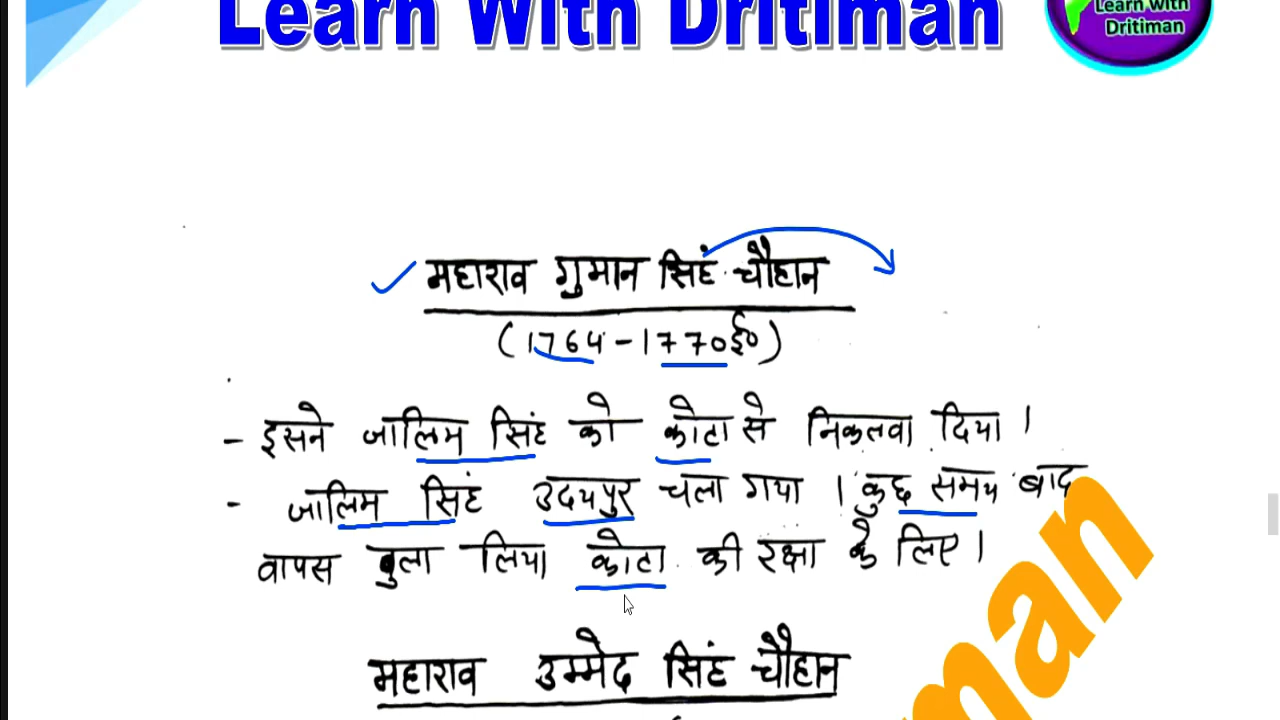 Learn With Dritiman
Learn With
Dritiman
महाराव गुमान सिंह चौहान
(1764-1770ई०)
- इसने जालिम सिंह को कोटा से निकलवा दिया।
- जालिम सिंह उदयपुर चला गया। कुछ समय बाद
वापस बुला लिया कोटा की रक्षा के लिए।
महाराव उम्मेद सिंह चौहान
man